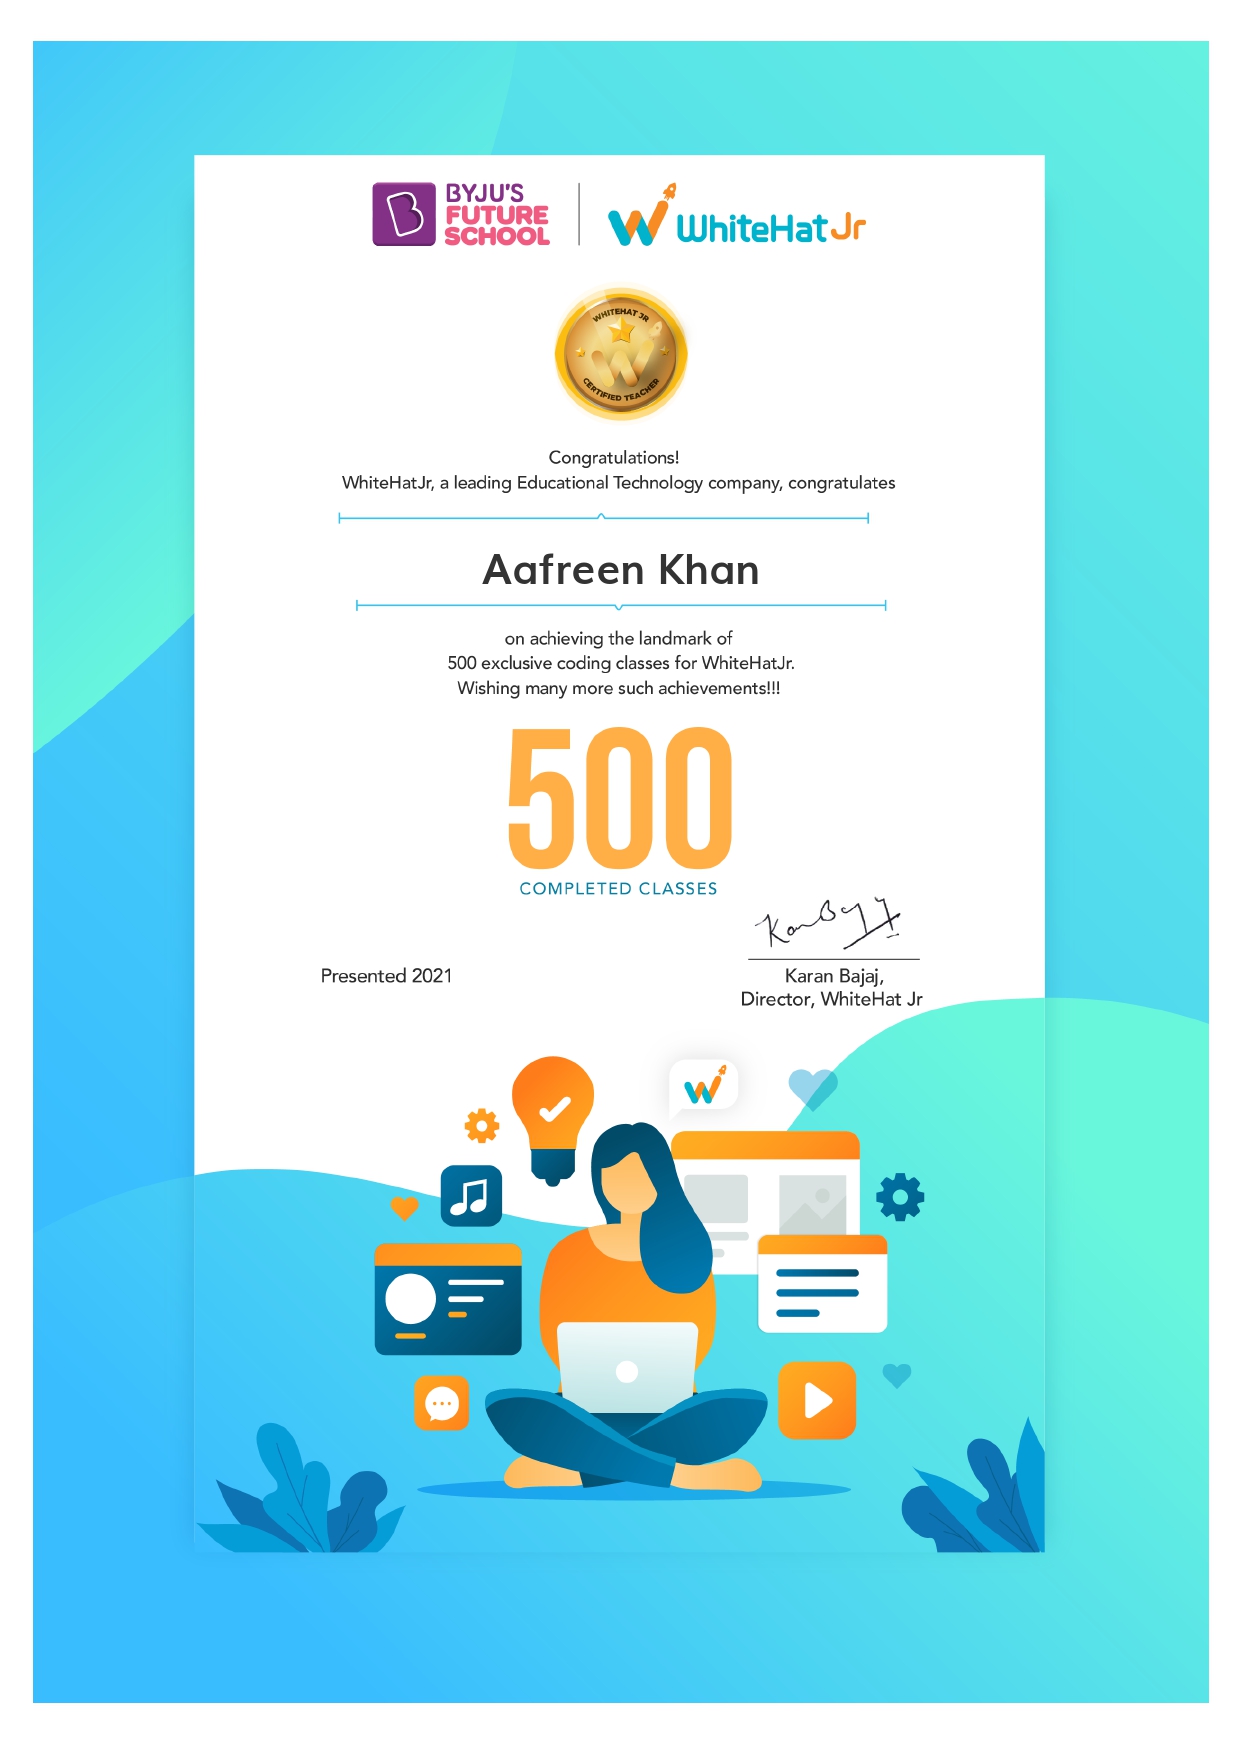 BYJU'S
FUTURE
SCHOOL
WhiteHat Jr
WHITEHAT JR
CERTIFIED TEACHER
Congratulations!
WhiteHatJr, a leading Educational Technology company, congratulates
Aafreen Khan
on achieving the landmark of
500 exclusive coding classes for WhiteHatJr.
Wishing many more such achievements!!!
500
COMPLETED CLASSES
Presented 2021
Karan Bajaj,
Director, WhiteHat Jr